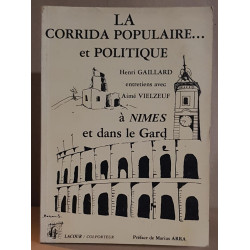 LA
CORRIDA POPULAIRE...
et POLITIQUE
Henri GAILLARD
entretiens avec
Aimé VIELZEUF
à NIMES
et dans le Gard
LACOUR / COLPORTEUR
Préface de Marius ARRA